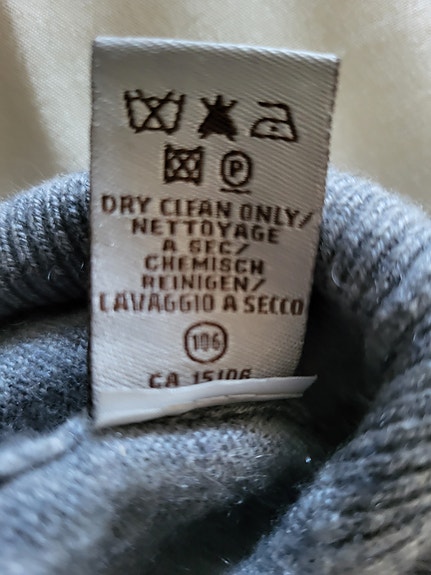 P
DRY CLEAN ONLY/
NETTOYAGE
A SEC/
CHEMISCH
REINIGEN/
LAVAGGIO A SECCO
106
CA 15106